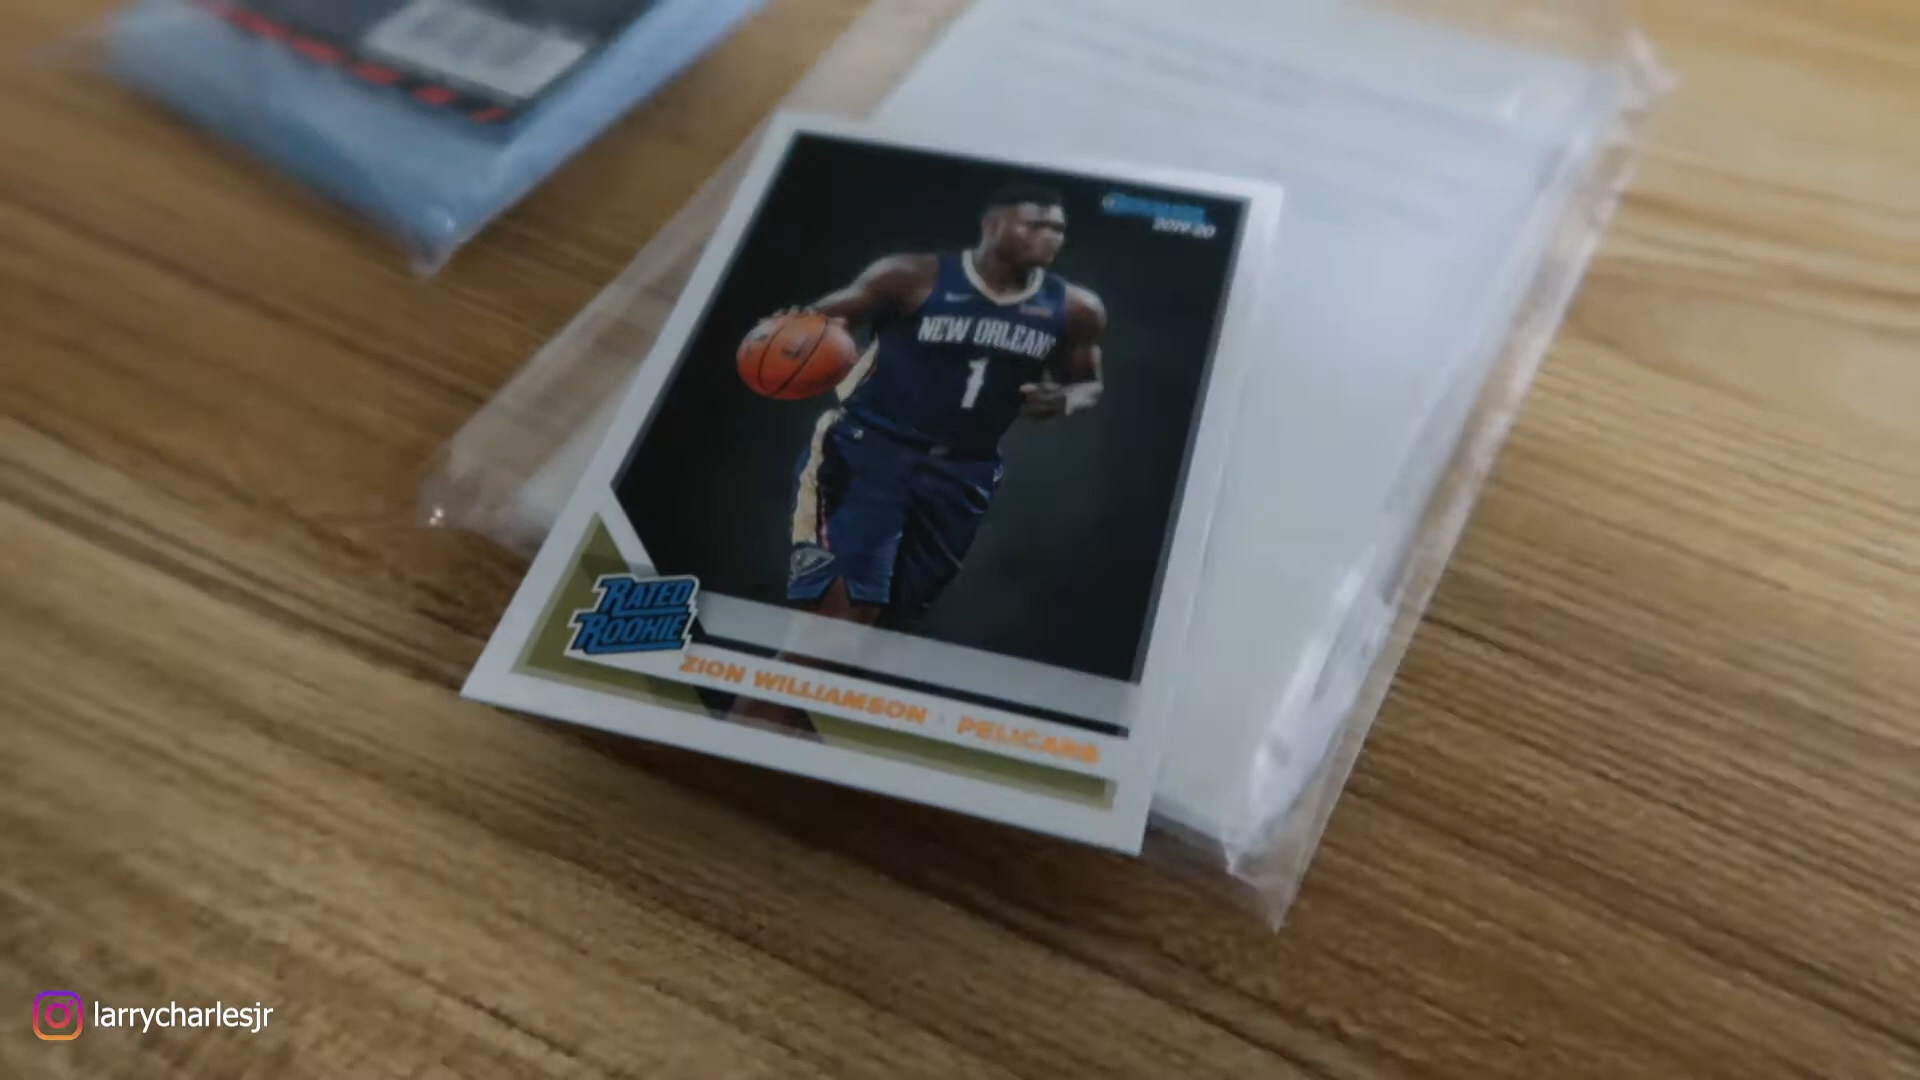 2019-20
NEW ORLEANS
1
RATED
ROOKIE
ZION WILLIAMSON PELICANS
larrycharlesjr